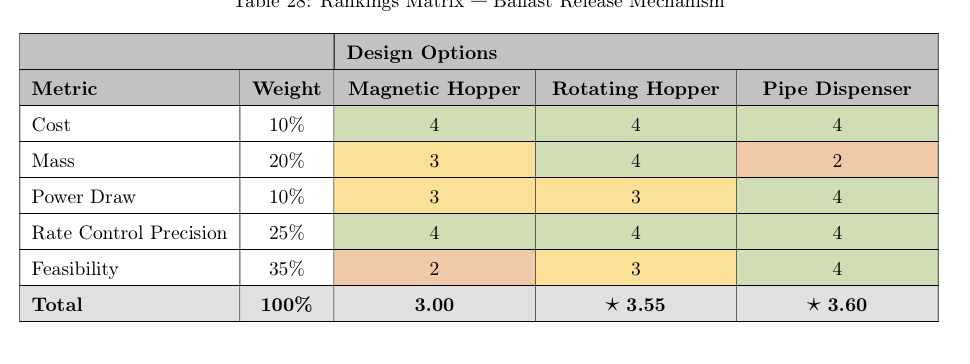 Table 28: Rankings Matrix — Ballast Release Mechanism
Design Options
Metric Weight Magnetic Hopper Rotating Hopper Pipe Dispenser
Cost 10% 4 4 4
Mass 20% 3 4 2
Power Draw 10% 3 3 4
Rate Control Precision 25% 4 4 4
Feasibility 35% 2 3 4
Total 100% 3.00 ★ 3.55 ★ 3.60